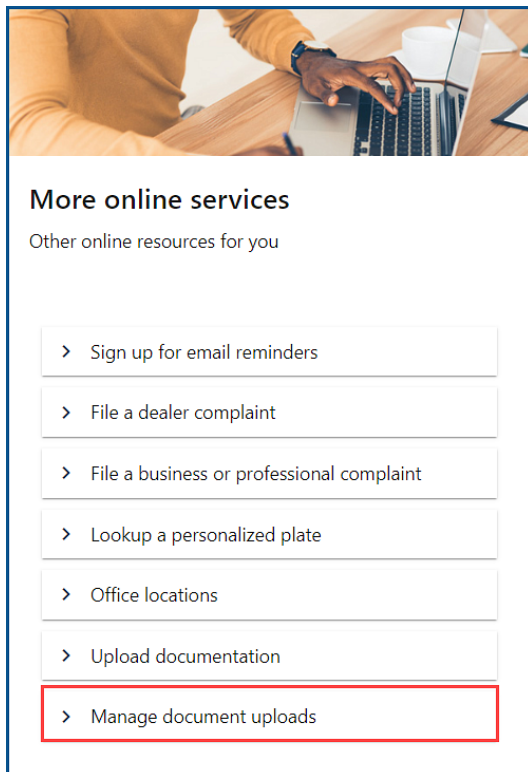 More online services
Other online resources for you
Sign up for email reminders
File a dealer complaint
File a business or professional complaint
Lookup a personalized plate
Office locations
Upload documentation
Manage document uploads